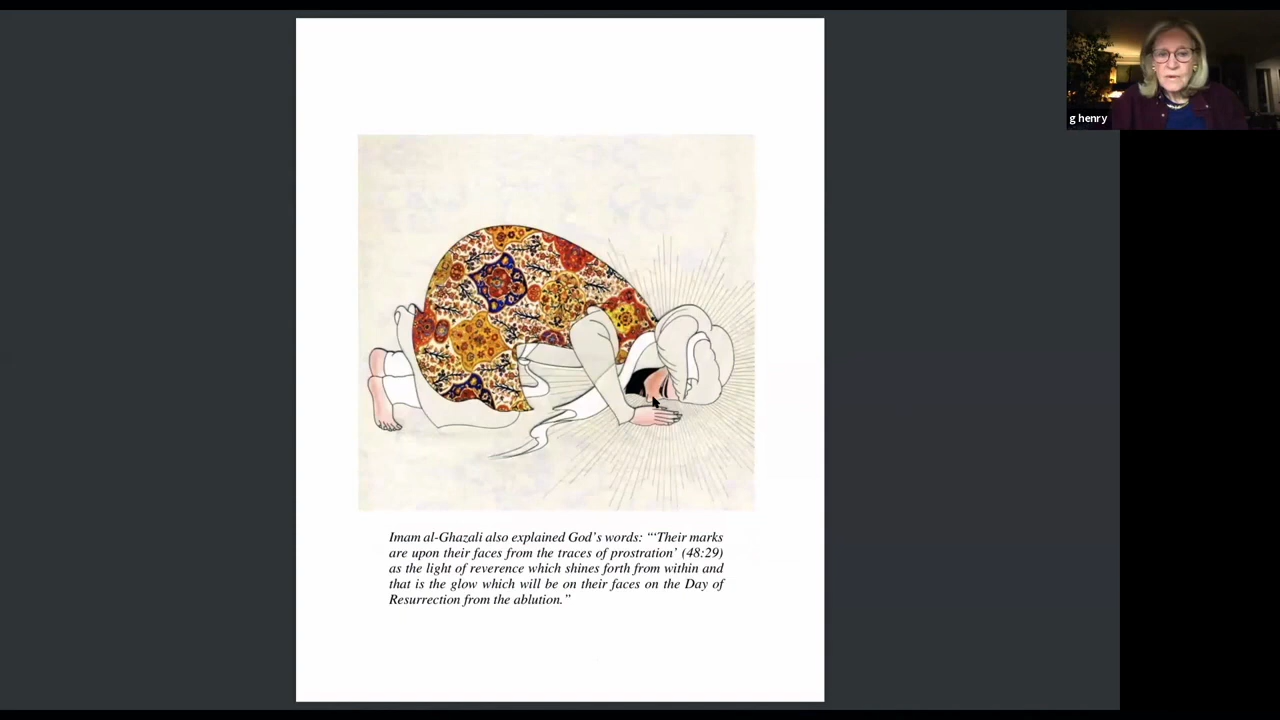 g henry
Imam al-Ghazali also explained God's words: “‘Their marks
are upon their faces from the traces of prostration’ (48:29)
as the light of reverence which shines forth from within and
that is the glow which will be on their faces on the Day of
Resurrection from the ablution.”